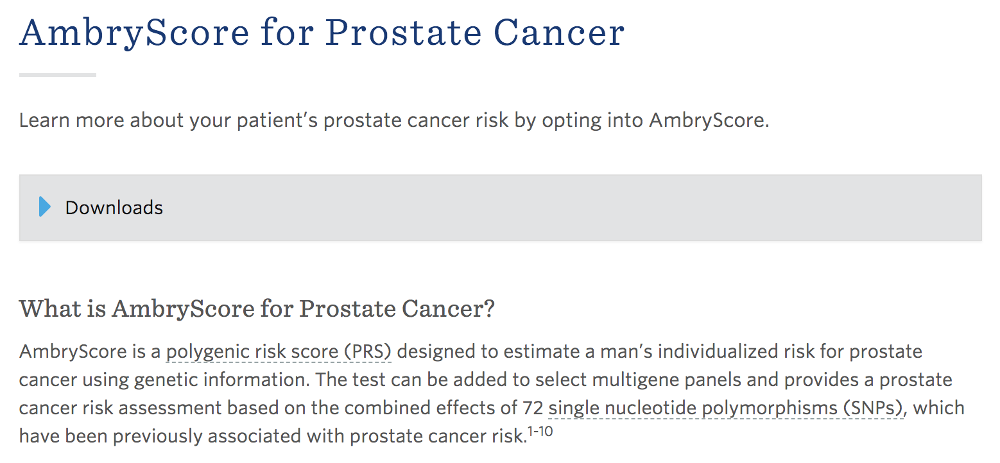 AmbryScore for Prostate Cancer
Learn more about your patient’s prostate cancer risk by opting into AmbryScore.
Downloads
What is AmbryScore for Prostate Cancer?
AmbryScore is a polygenic risk score (PRS) designed to estimate a man’s individualized risk for prostate
cancer using genetic information. The test can be added to select multigene panels and provides a prostate
cancer risk assessment based on the combined effects of 72 single nucleotide polymorphisms (SNPs), which
have been previously associated with prostate cancer risk.1-10